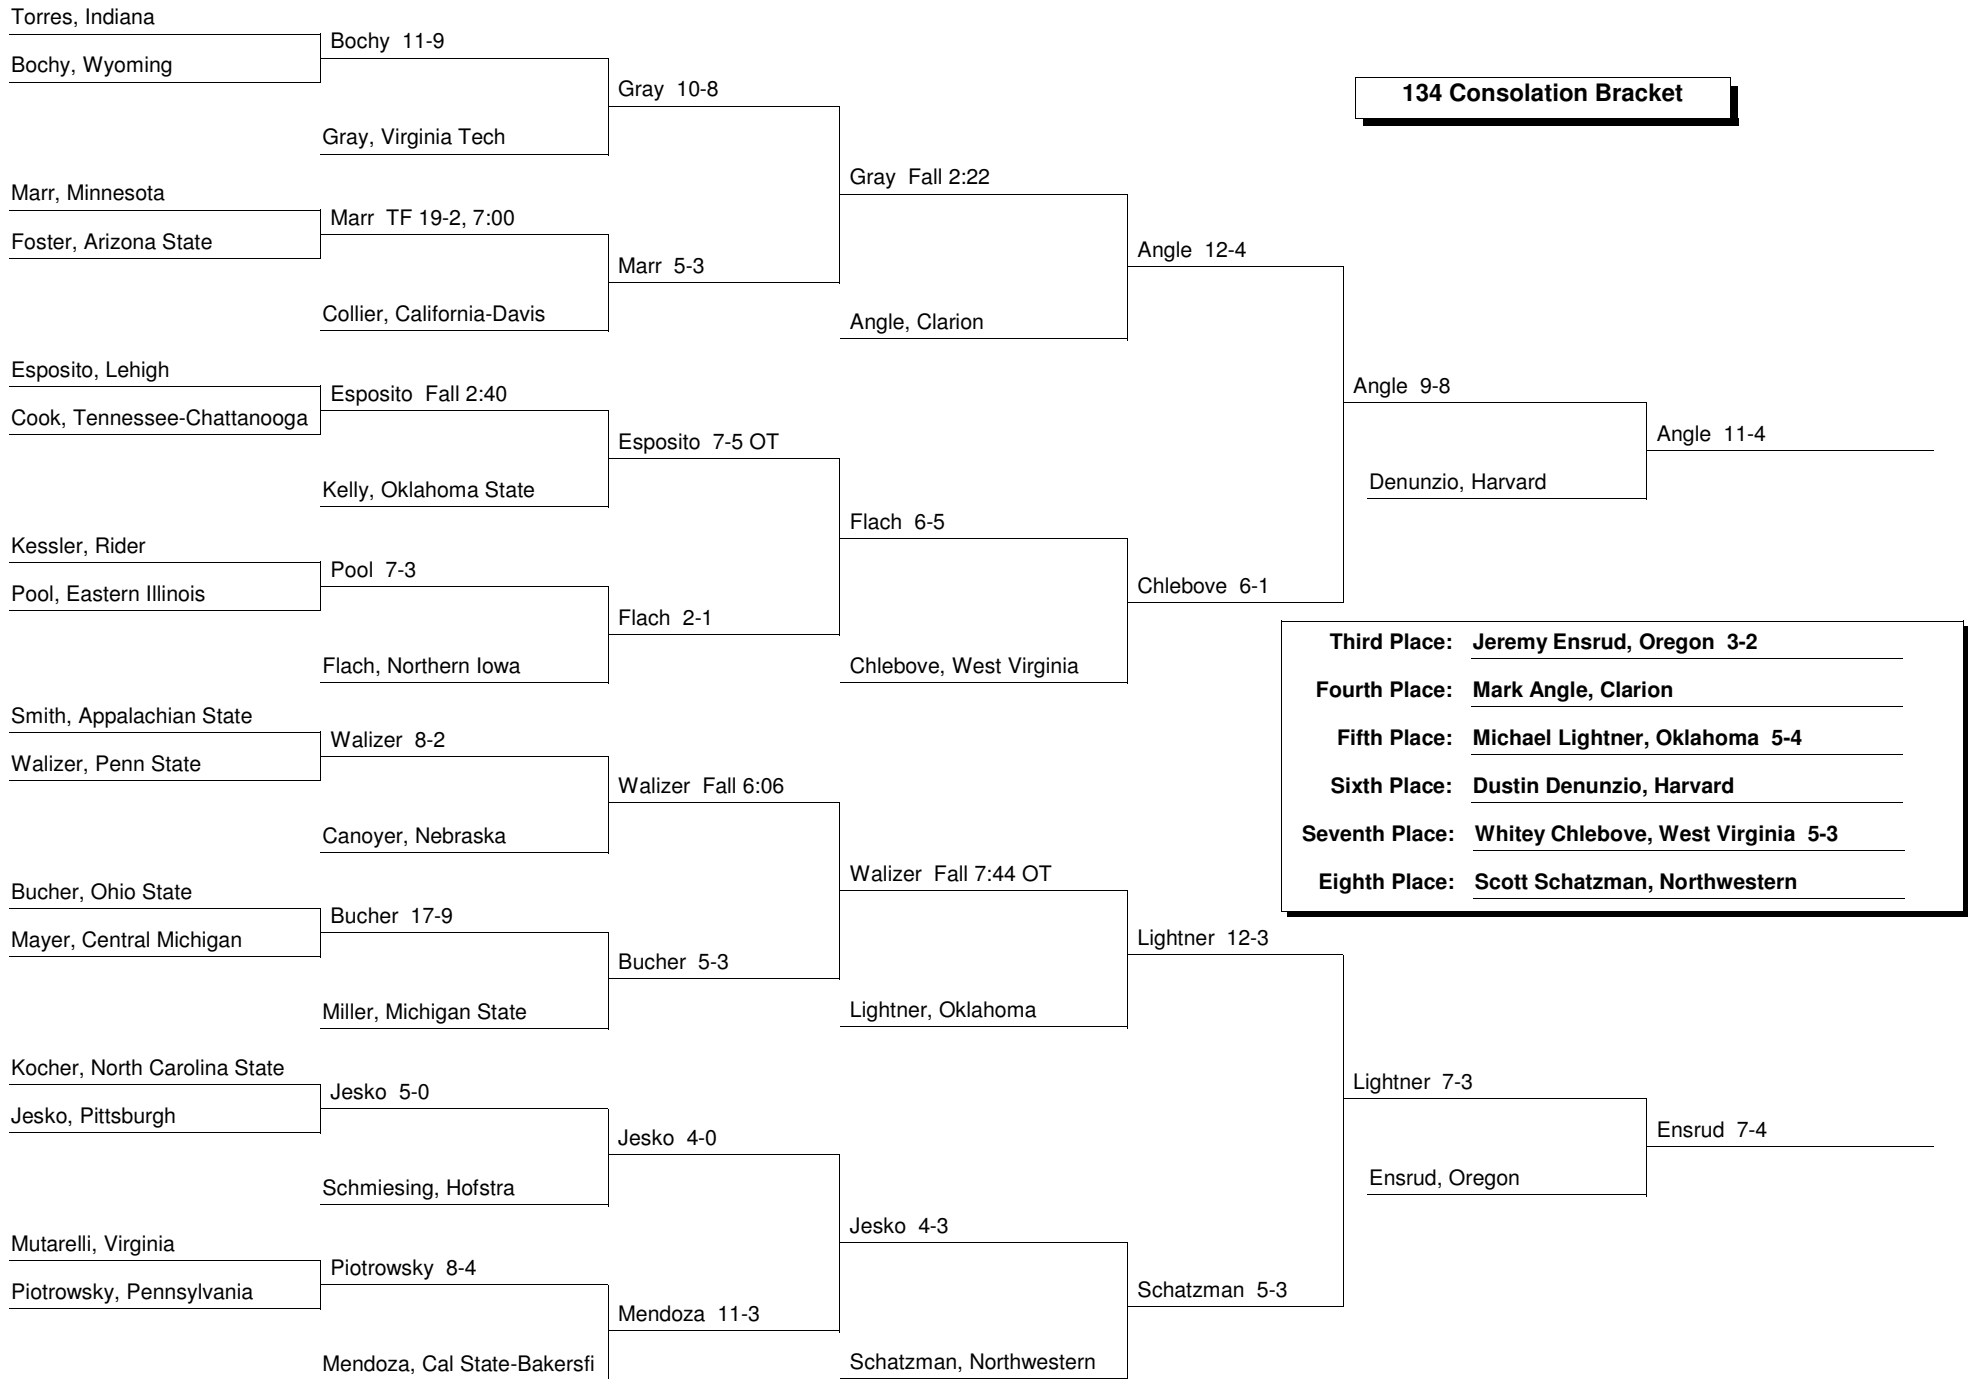 Torres, Indiana
Bochy 11-9
Bochy, Wyoming
Gray 10-8
134 Consolation Bracket
Gray, Virginia Tech
Gray Fall 2:22
Marr, Minnesota
Marr TF 19-2, 7:00
Foster, Arizona State
Angle 12-4
Marr 5-3
Collier, California-Davis
Angle, Clarion
Esposito, Lehigh
Angle 9-8
Esposito Fall 2:40
Cook, Tennessee-Chattanooga
Angle 11-4
Esposito 7-5 OT
Denunzio, Harvard
Kelly, Oklahoma State
Flach 6-5
Kessler, Rider
Pool 7-3
Chlebove 6-1
Pool, Eastern Illinois
Flach 2-1
Third Place: Jeremy Ensrud, Oregon 3-2
Flach, Northern Iowa
Chlebove, West Virginia
Fourth Place: Mark Angle, Clarion
Smith, Appalachian State
Walizer 8-2
Fifth Place: Michael Lightner, Oklahoma 5-4
Walizer, Penn State
Walizer Fall 6:06
Sixth Place: Dustin Denunzio, Harvard
Canoyer, Nebraska
Seventh Place: Whitey Chlebove, West Virginia 5-3
Walizer Fall 7:44 OT
Eighth Place: Scott Schatzman, Northwestern
Bucher, Ohio State
Bucher 17-9
Mayer, Central Michigan
Lightner 12-3
Bucher 5-3
Miller, Michigan State
Lightner, Oklahoma
Kocher, North Carolina State
Lightner 7-3
Jesko 5-0
Jesko, Pittsburgh
Ensrud 7-4
Jesko 4-0
Ensrud, Oregon
Schmiesing, Hofstra
Jesko 4-3
Mutarelli, Virginia
Piotrowsky 8-4
Schatzman 5-3
Piotrowsky, Pennsylvania
Mendoza 11-3
Mendoza, Cal State-Bakersfi
Schatzman, Northwestern